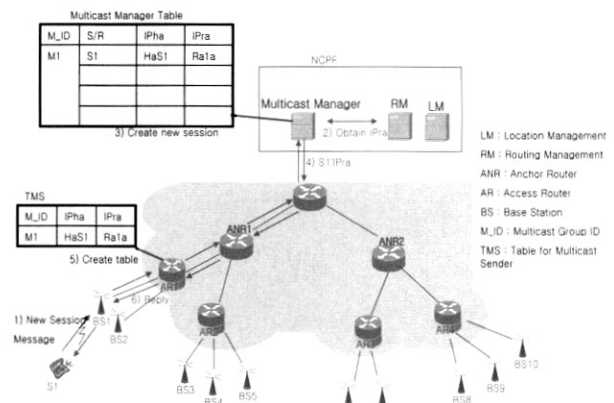 Multicast Manager Table
M_ID S/R IPha IPra
M1 S1 HaS1 Ra1a
NCPF
Multicast Manager RM LM
2) Obtain IPra
3) Create new session
4) S1'IPra
LM : Location Management
RM : Routing Management
ANR : Anchor Router
AR : Access Router
BS : Base Station
M_ID : Multicast Group ID
TMS : Table for Multicast
Sender
TMS
M_ID IPha IPra
M1 HaS1 Ra1a
5) Create table
ANR1
ANR2
AR1
6) Reply
1) New Session
Message
BS1
BS2
S1
AR2
AR3
AR4
BS3
BS4
BS5
BS8
BS9
BS10